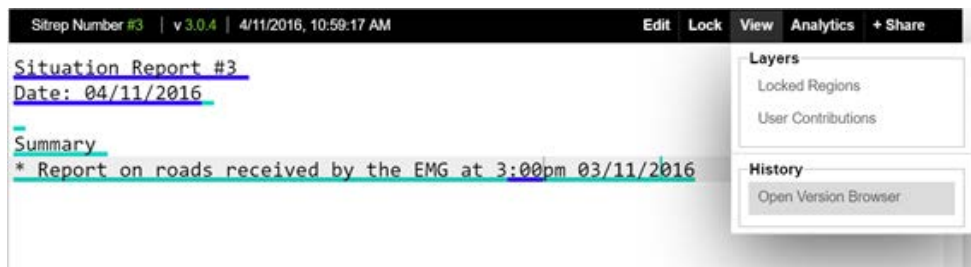 Sitrep Number #3 | v 3.0.4 | 4/11/2016, 10:59:17 AM Edit Lock View Analytics + Share
Situation Report #3
Date: 04/11/2016
Summary
* Report on roads received by the EMG at 3:00pm 03/11/2016
Layers
Locked Regions
User Contributions
History
Open Version Browser